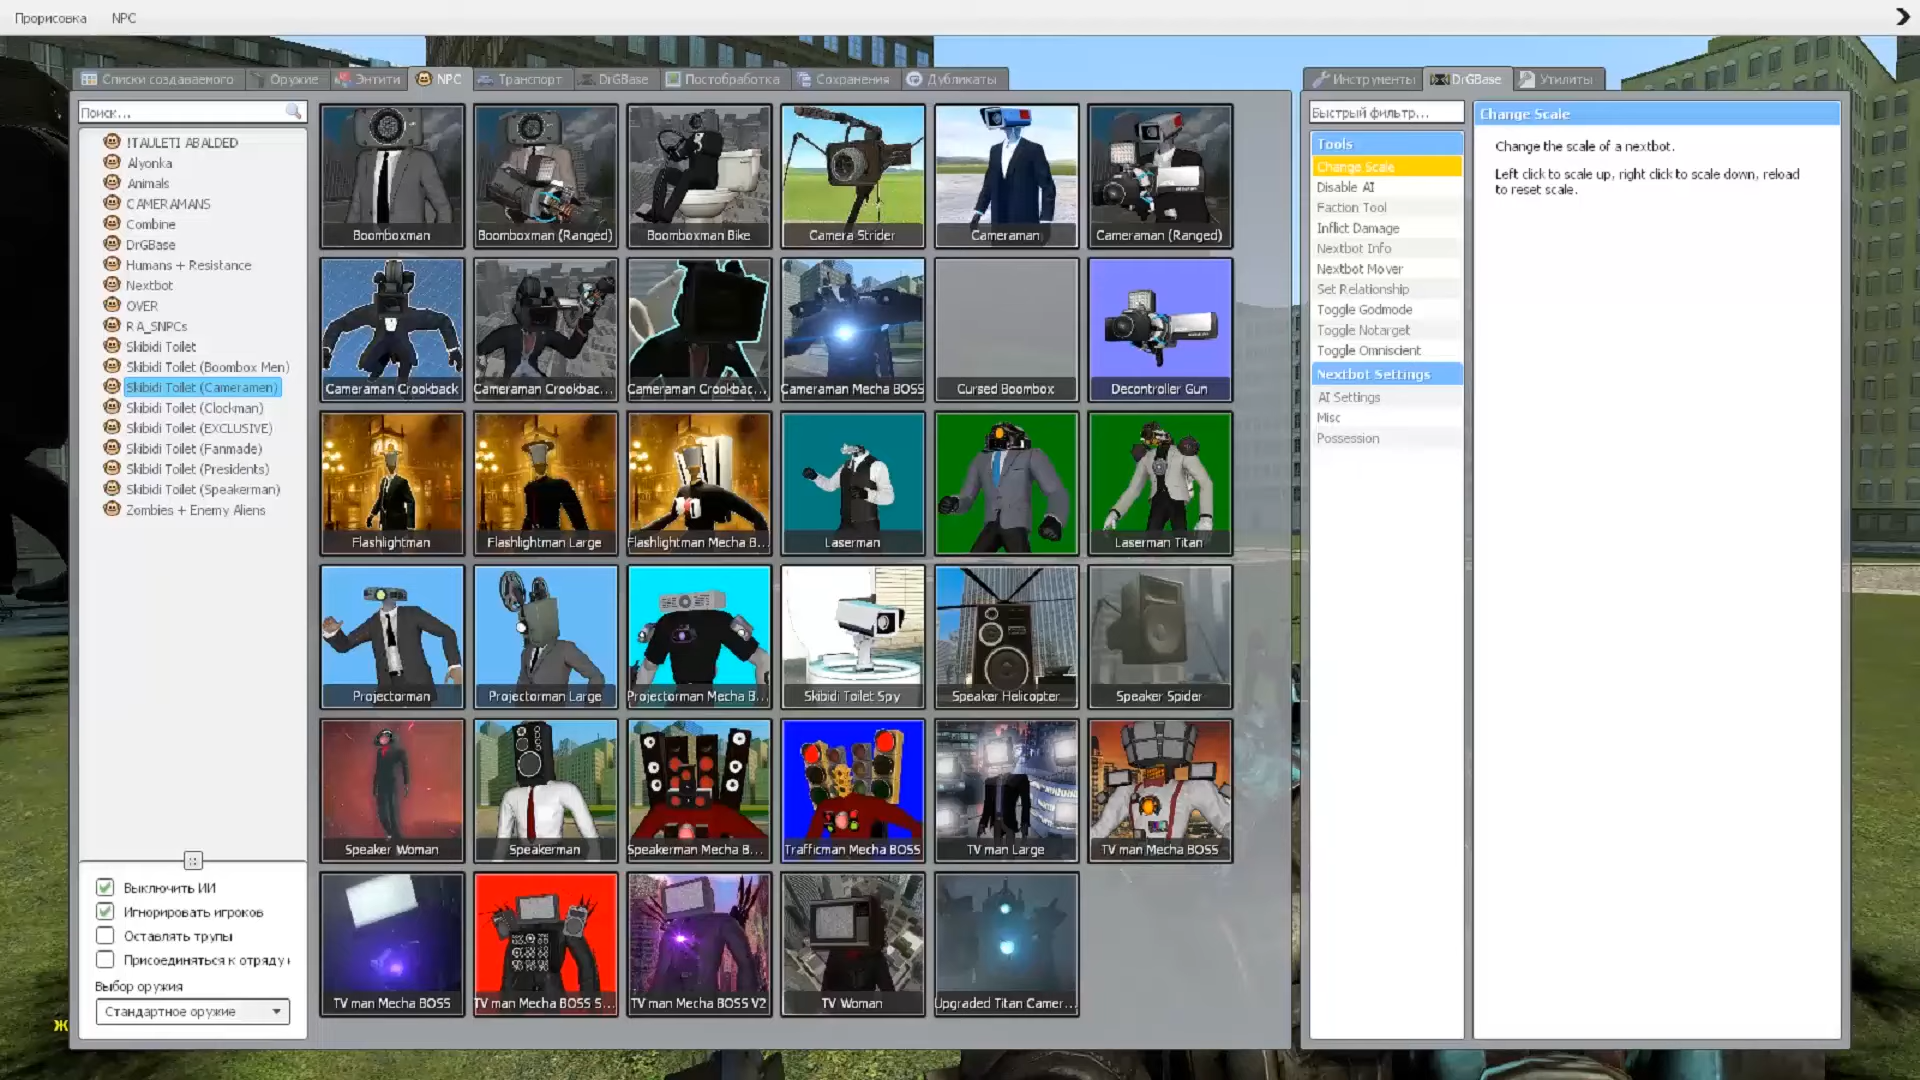 Прорисовка NPC
Списки создаваемого Оружие Энтити NPC Транспорт DrGBase Постобработка Сохранения Дубликаты
Инструменты DrGBase Утилиты
Поиск...
!TAULETI ABALDED
Alyonka
Animals
CAMERAMANS
Combine
DrGBase
Humans + Resistance
Nextbot
OVER
RA_SNPCs
Skibidi Toilet
Skibidi Toilet (Boombox Men)
Skibidi Toilet (Cameramen)
Skibidi Toilet (Clockman)
Skibidi Toilet (EXCLUSIVE)
Skibidi Toilet (Fanmade)
Skibidi Toilet (Presidents)
Skibidi Toilet (Speakerman)
Zombies + Enemy Aliens
Выключить ИИ
Игнорировать игроков
Оставлять трупы
Присоединяться к отряду
Выбор оружия
Стандартное оружие
Ж
Boomboxman
Boomboxman (Ranged)
Boomboxman Bike
Camera Strider
Cameraman
Cameraman (Ranged)
Cameraman Crookback
Cameraman Crookbac...
Cameraman Crookbac...
Cameraman Mecha BOSS
Cursed Boombox
Decontroller Gun
Flashlightman
Flashlightman Large
Flashlightman Mecha B...
Laserman
Laserman Titan
Projectorman
Projectorman Large
Projectorman Mecha B...
Skibidi Toilet Spy
Speaker Helicopter
Speaker Spider
Speaker Woman
Speakerman
Speakerman Mecha B...
Trafficman Mecha BOSS
TV man Large
TV man Mecha BOSS
TV man Mecha BOSS
TV man Mecha BOSS S...
TV man Mecha BOSS V2
TV Woman
Upgraded Titan Camer...
Быстрый фильтр...
Tools
Change Scale
Disable AI
Faction Tool
Inflict Damage
Nextbot Info
Nextbot Mover
Set Relationship
Toggle Godmode
Toggle Notarget
Toggle Omniscient
Nextbot Settings
AI Settings
Misc
Possession
Change Scale
Change the scale of a nextbot.
Left click to scale up, right click to scale down, reload
to reset scale.